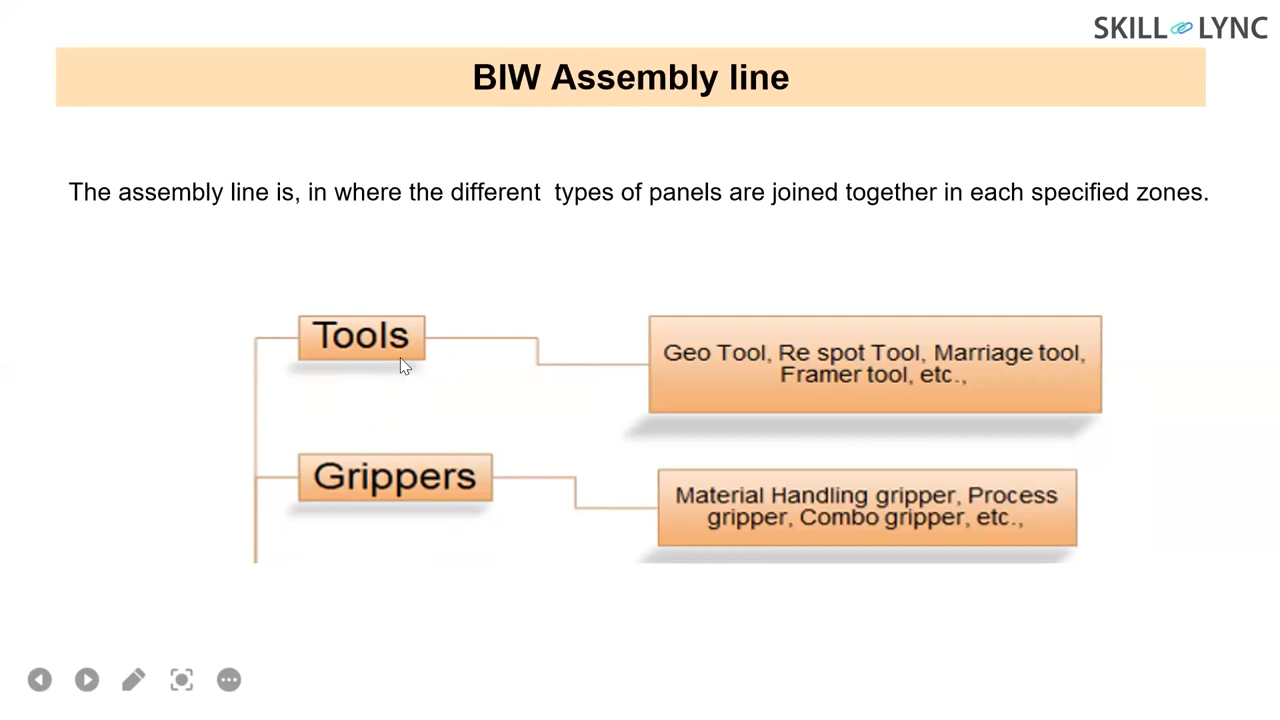 SKILL LYNC
BIW Assembly line
The assembly line is, in where the different types of panels are joined together in each specified zones.
Tools
Geo Tool, Re spot Tool, Marriage tool,
Framer tool, etc.,
Grippers
Material Handling gripper, Process
gripper, Combo gripper, etc.,